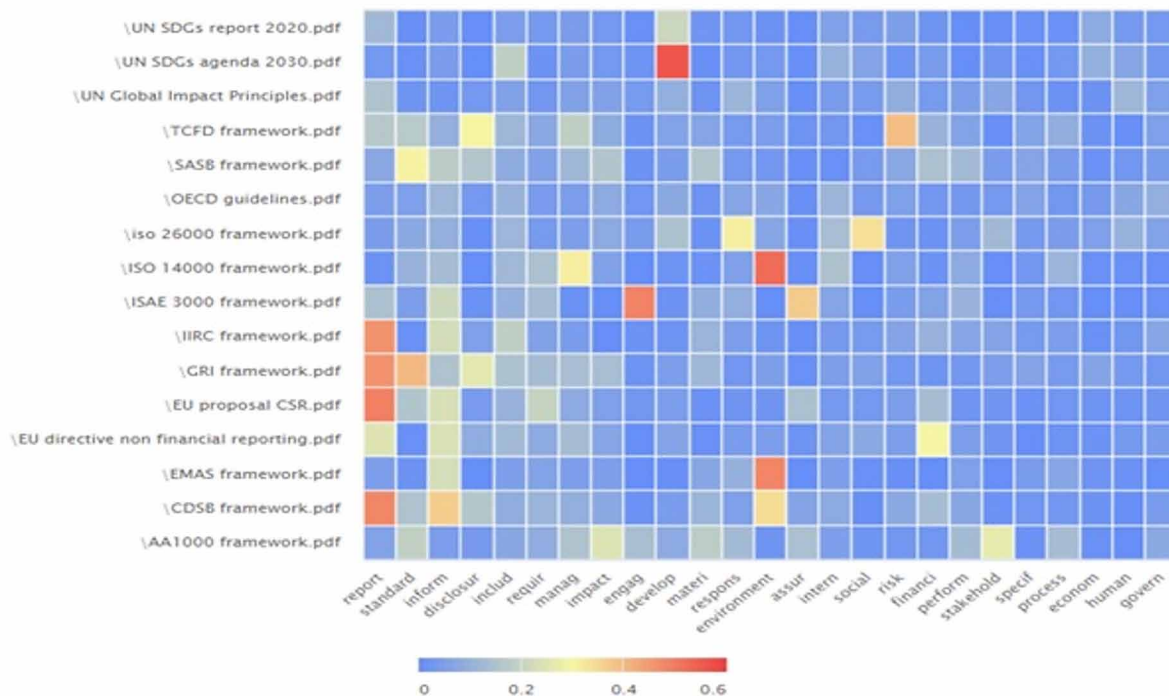 \UN SDGs report 2020.pdf
\UN SDGs agenda 2030.pdf
\UN Global Impact Principles.pdf
\TCFD framework.pdf
\SASB framework.pdf
\OECD guidelines.pdf
\iso 26000 framework.pdf
\ISO 14000 framework.pdf
\ISAE 3000 framework.pdf
\IIRC framework.pdf
\GRI framework.pdf
\EU proposal CSR.pdf
\EU directive non financial reporting.pdf
\EMAS framework.pdf
\CDSB framework.pdf
\AA1000 framework.pdf
report standard inform disclosur includ requir manag impact engag develop materi respons environment assur intern social risk financi perform stakehold specif process econom human govern
0 0.2 0.4 0.6